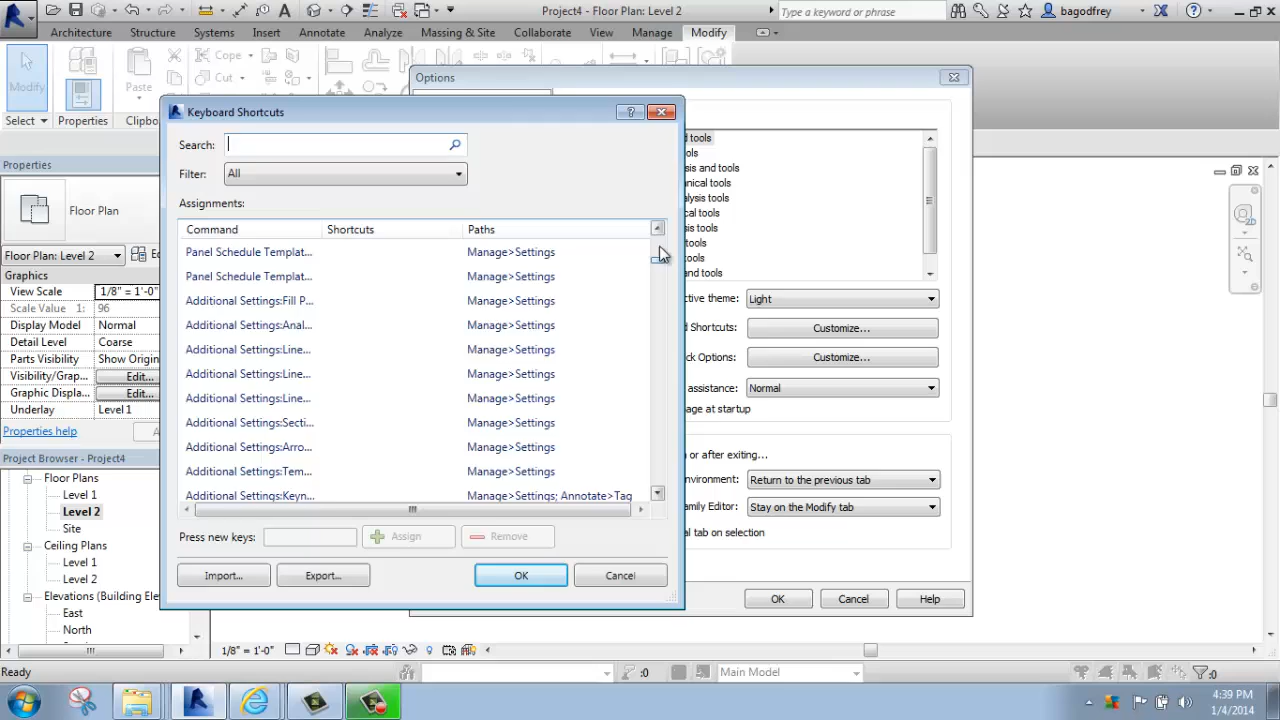 Project4 - Floor Plan: Level 2
Type a keyword or phrase
bagodfrey
Architecture Structure Systems Insert Annotate Analyze Massing & Site Collaborate View Manage Modify
Modify
Cope
Cut
Paste
Select Properties Clipbo
Options
Keyboard Shortcuts
Search:
Filter: All
Assignments:
Command Shortcuts Paths
Panel Schedule Templat... Manage>Settings
Panel Schedule Templat... Manage>Settings
Additional Settings:Fill P... Manage>Settings
Additional Settings:Anal... Manage>Settings
Additional Settings:Line... Manage>Settings
Additional Settings:Line... Manage>Settings
Additional Settings:Line... Manage>Settings
Additional Settings:Secti... Manage>Settings
Additional Settings:Arro... Manage>Settings
Additional Settings:Tem... Manage>Settings
Additional Settings:Keyn... Manage>Settings; Annotate>Tag
Press new keys: Assign Remove
Import... Export... OK Cancel
d tools
ols
sis and tools
anical tools
alysis tools
cal tools
sis tools
ools
and tools
ctive theme: Light
d Shortcuts: Customize...
ck Options: Customize...
assistance: Normal
age at startup
n or after exiting...
nvironment: Return to the previous tab
mily Editor: Stay on the Modify tab
al tab on selection
OK Cancel Help
Properties
Floor Plan
Floor Plan: Level 2 E
Graphics
View Scale 1/8" = 1'-0"
Scale Value 1: 96
Display Model Normal
Detail Level Coarse
Parts Visibility Show Origin
Visibility/Grap... Edit...
Graphic Displa... Edit...
Underlay Level 1
Properties help A
Project Browser - Project4
Floor Plans
Level 1
Level 2
Site
Ceiling Plans
Level 1
Level 2
Elevations (Building Ele
East
North
1/8" = 1'-0"
Ready :0 Main Model :0
4:39 PM
1/4/2014